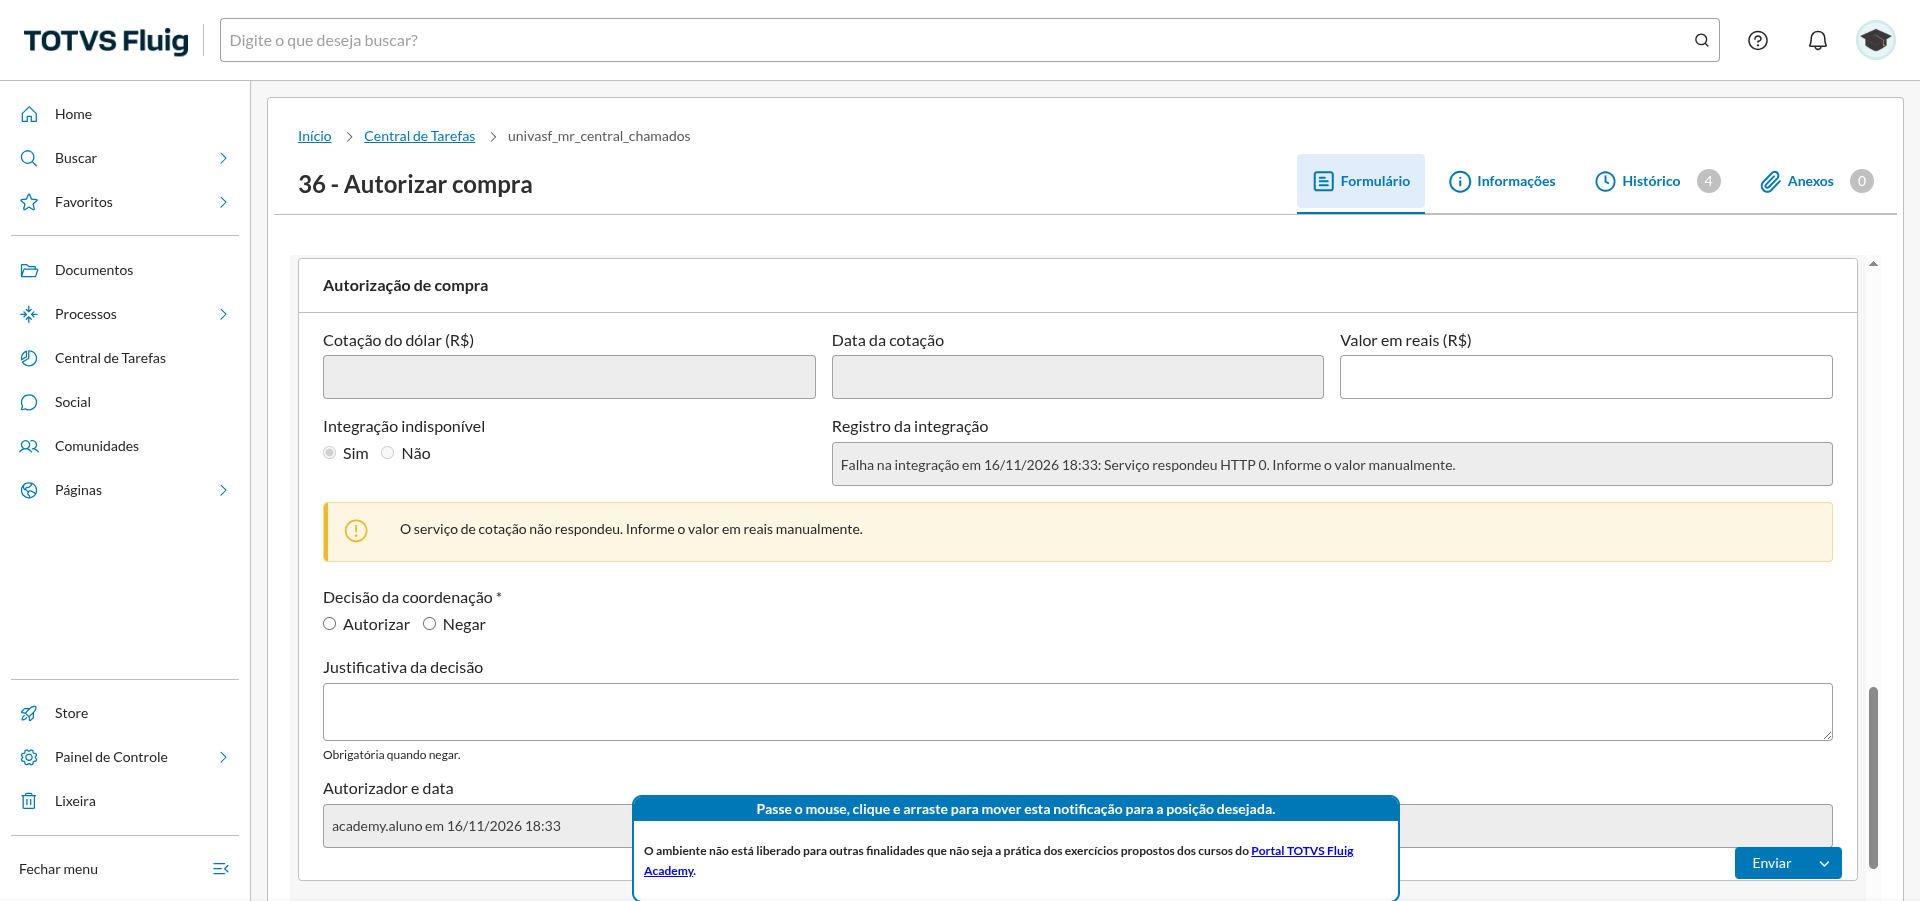 TOTVS Fluig
Digite o que deseja buscar?
Home
Buscar
Favoritos
Documentos
Processos
Central de Tarefas
Social
Comunidades
Páginas
Store
Painel de Controle
Lixeira
Fechar menu
Início > Central de Tarefas > univasf_mr_central_chamados
36 - Autorizar compra
Formulário
Informações
Histórico 4
Anexos 0
Autorização de compra
Cotação do dólar (R$)
Data da cotação
Valor em reais (R$)
Integração indisponível
Sim Não
Registro da integração
Falha na integração em 16/11/2026 18:33: Serviço respondeu HTTP 0. Informe o valor manualmente.
O serviço de cotação não respondeu. Informe o valor em reais manualmente.
Decisão da coordenação *
Autorizar Negar
Justificativa da decisão
Obrigatória quando negar.
Autorizador e data
academy.aluno em 16/11/2026 18:33
Passe o mouse, clique e arraste para mover esta notificação para a posição desejada.
O ambiente não está liberado para outras finalidades que não seja a prática dos exercícios propostos dos cursos do Portal TOTVS Fluig
Academy.
Enviar